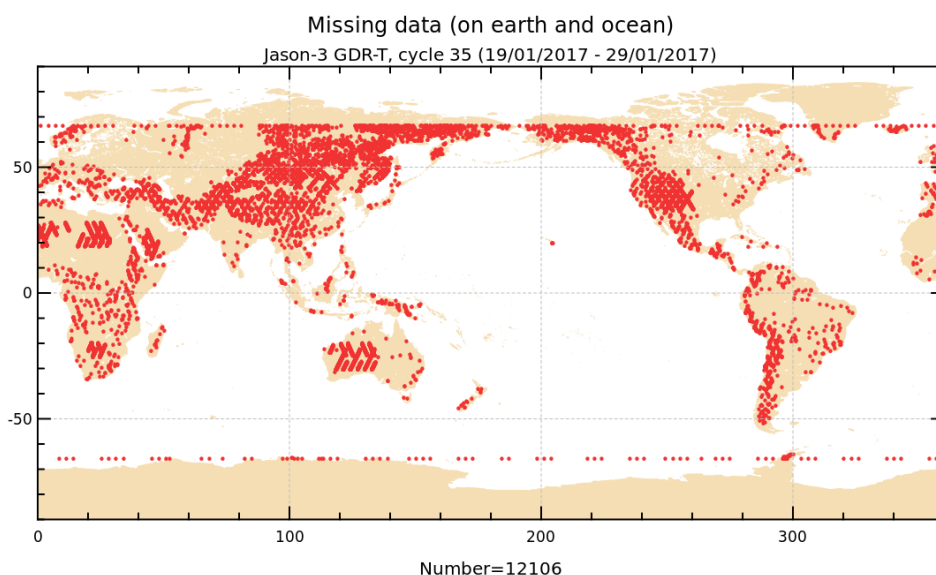 Missing data (on earth and ocean)
Jason-3 GDR-T, cycle 35 (19/01/2017 - 29/01/2017)
50
0
-50
0 100 200 300
Number=12106